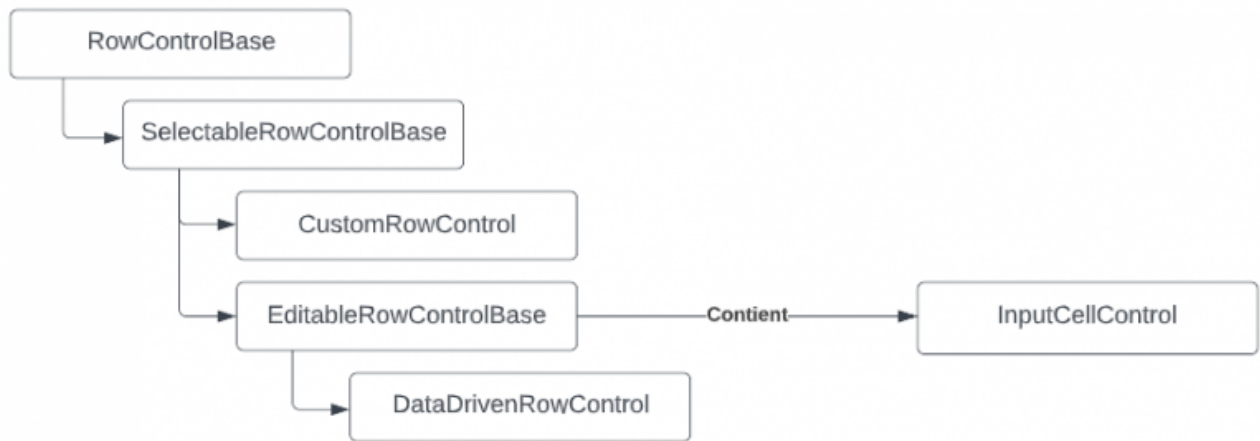 RowControlBase
SelectableRowControlBase
CustomRowControl
EditableRowControlBase
Contient
InputCellControl
DataDrivenRowControl